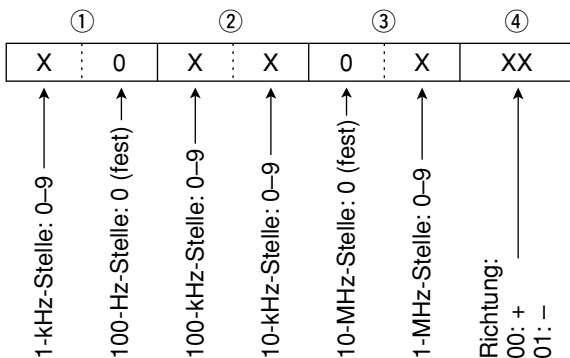 ① ② ③ ④
X 0 X X 0 X XX
1-kHz-Stelle: 0–9
100-Hz-Stelle: 0 (fest)
100-kHz-Stelle: 0–9
10-kHz-Stelle: 0–9
10-MHz-Stelle: 0 (fest)
1-MHz-Stelle: 0–9
Richtung:
00: +
01: –